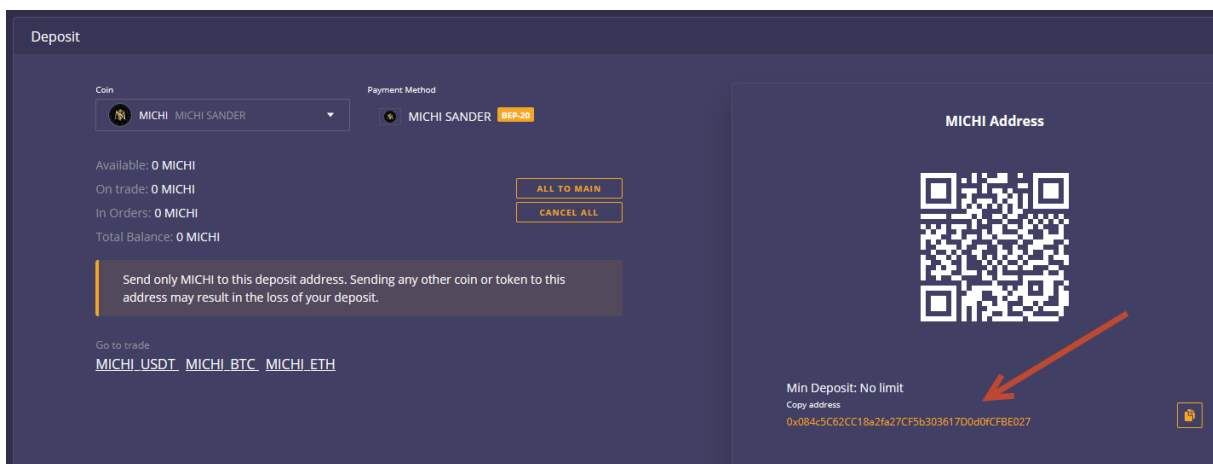 Deposit
Coin
Payment Method
MICHI MICHI SANDER
MICHI SANDER BEP-20
Available: 0 MICHI
On trade: 0 MICHI
ALL TO MAIN
In Orders: 0 MICHI
CANCEL ALL
Total Balance: 0 MICHI
Send only MICHI to this deposit address. Sending any other coin or token to this
address may result in the loss of your deposit.
Go to trade
MICHI_USDT MICHI_BTC MICHI_ETH
MICHI Address
Min Deposit: No limit
Copy address
0x084c5C62CC18a2fa27CF5b303617D0d0fCFBE027